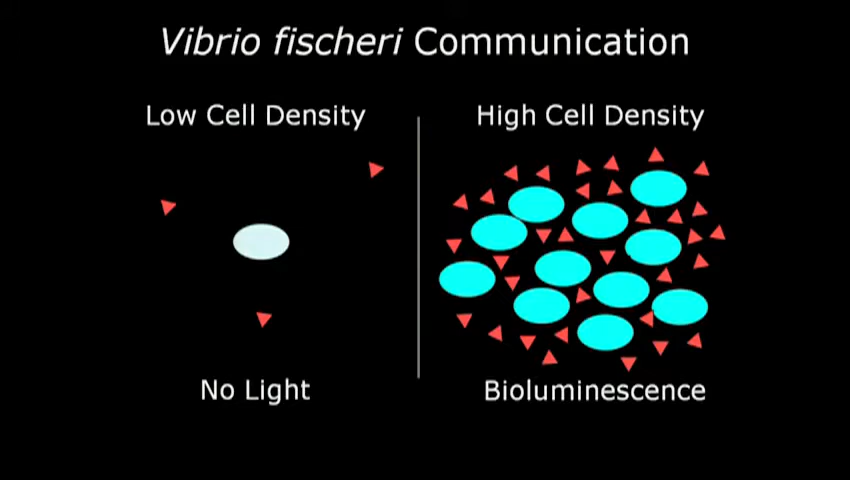 Vibrio fischeri Communication
Low Cell Density
High Cell Density
No Light
Bioluminescence